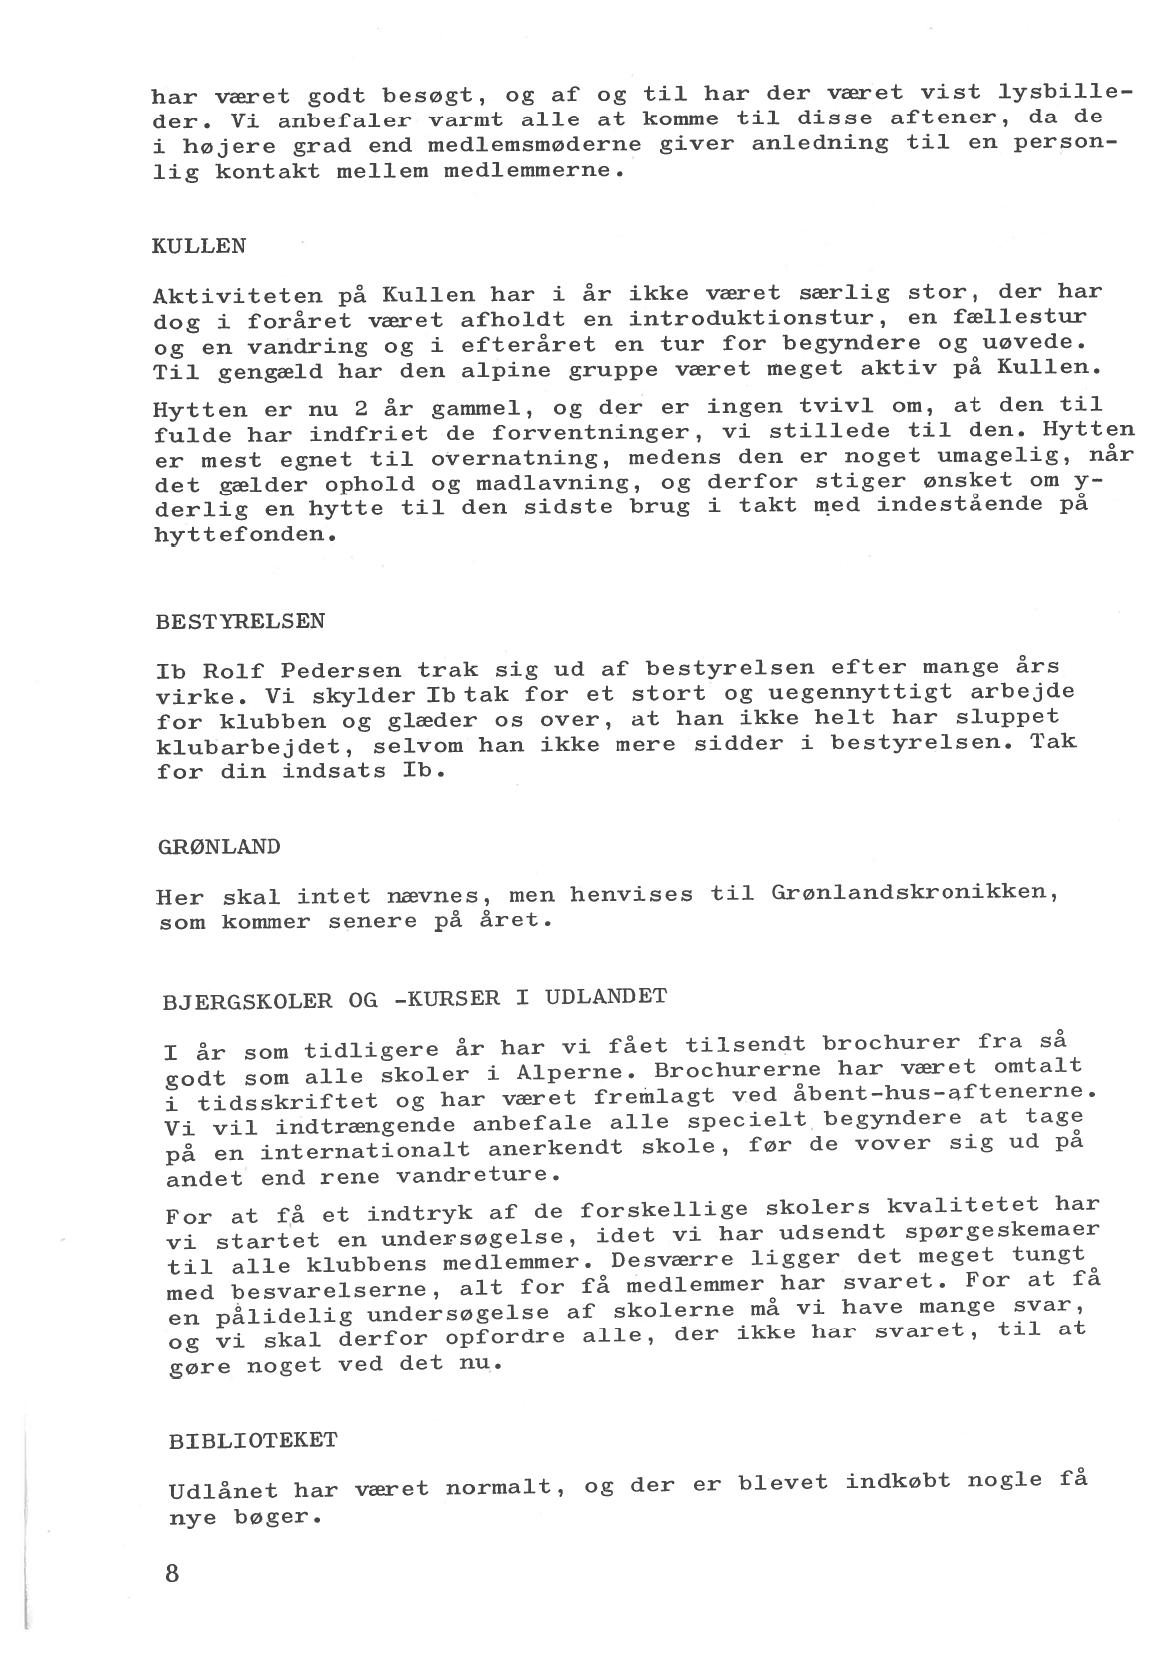 har været godt besøgt, og af og til har der været vist lysbille-
der. Vi anbefaler varmt alle at komme til disse aftener, da de
i højere grad end medlemsmøderne giver anledning til en person-
lig kontakt mellem medlemmerne.
KULLEN
Aktiviteten på Kullen har i år ikke været særlig stor, der har
dog i foråret været afholdt en introduktionstur, en fællestur
og en vandring og i efteråret en tur for begyndere og uøvede.
Til gengæld har den alpine gruppe været meget aktiv på Kullen.
Hytten er nu 2 år gammel, og der er ingen tvivl om, at den til
fulde har indfriet de forventninger, vi stillede til den. Hytten
er mest egnet til overnatning, medens den er noget umagelig, når
det gælder ophold og madlavning, og derfor stiger ønsket om y-
derlig en hytte til den sidste brug i takt med indestående på
hyttefonden.
BESTYRELSEN
Ib Rolf Pedersen trak sig ud af bestyrelsen efter mange års
virke. Vi skylder Ib tak for et stort og uegennyttigt arbejde
for klubben og glæder os over, at han ikke helt har sluppet
klubarbejdet, selvom han ikke mere sidder i bestyrelsen. Tak
for din indsats Ib.
GRØNLAND
Her skal intet nævnes, men henvises til Grønlandskronikken,
som kommer senere på året.
BJERGSKOLER OG -KURSER I UDLANDET
I år som tidligere år har vi fået tilsendt brochurer fra så
godt som alle skoler i Alperne. Brochurerne har været omtalt
i tidsskriftet og har været fremlagt ved åbent-hus-aftenerne.
Vi vil indtrængende anbefale alle specielt begyndere at tage
på en internationalt anerkendt skole, før de vover sig ud på
andet end rene vandreture.
For at få et indtryk af de forskellige skolers kvalitetet har
vi startet en undersøgelse, idet vi har udsendt spørgeskemaer
til alle klubbens medlemmer. Desværre ligger det meget tungt
med besvarelserne, alt for få medlemmer har svaret. For at få
en pålidelig undersøgelse af skolerne må vi have mange svar,
og vi skal derfor opfordre alle, der ikke har svaret, til at
gøre noget ved det nu.
BIBLIOTEKET
Udlånet har været normalt, og der er blevet indkøbt nogle få
nye bøger.
8